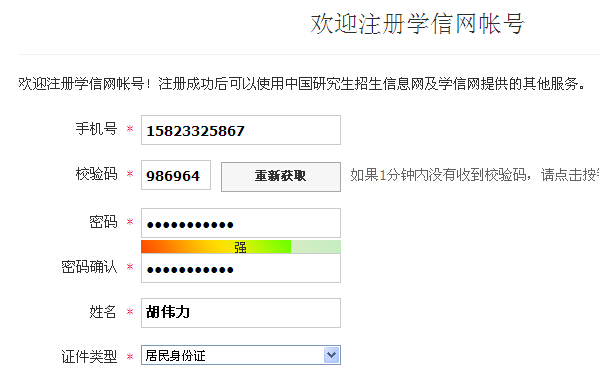 欢迎注册学信网帐号
欢迎注册学信网帐号！注册成功后可以使用中国研究生招生信息网及学信网提供的其他服务。
手机号 * 15823325867
校验码 * 986964 重新获取 如果1分钟内没有收到校验码，请点击按
密码 * ●●●●●●●●●●●
强
密码确认 * ●●●●●●●●●●●
姓名 * 胡伟力
证件类型 * 居民身份证